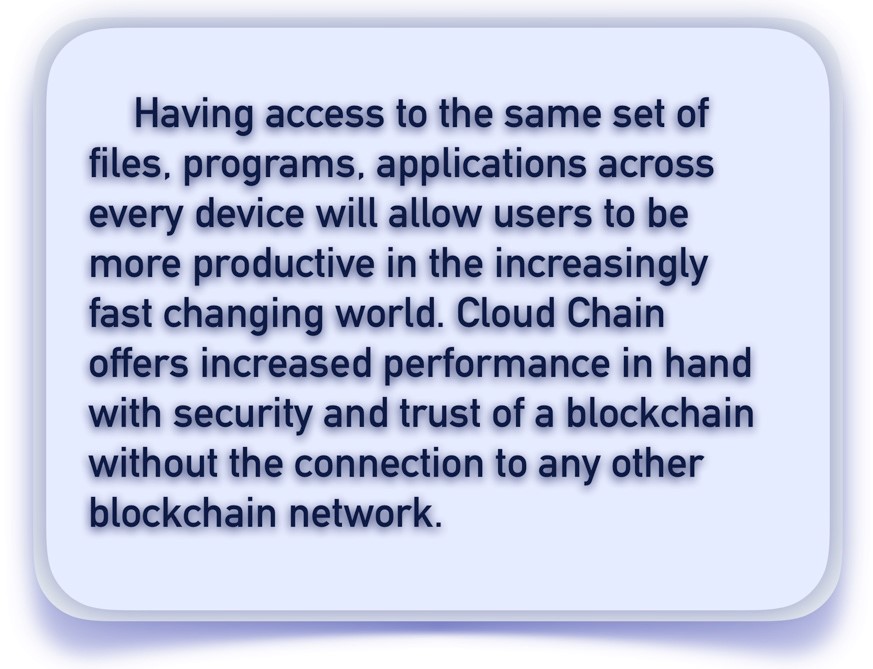 Having access to the same set of
files, programs, applications across
every device will allow users to be
more productive in the increasingly
fast changing world. Cloud Chain
offers increased performance in hand
with security and trust of a blockchain
without the connection to any other
blockchain network.